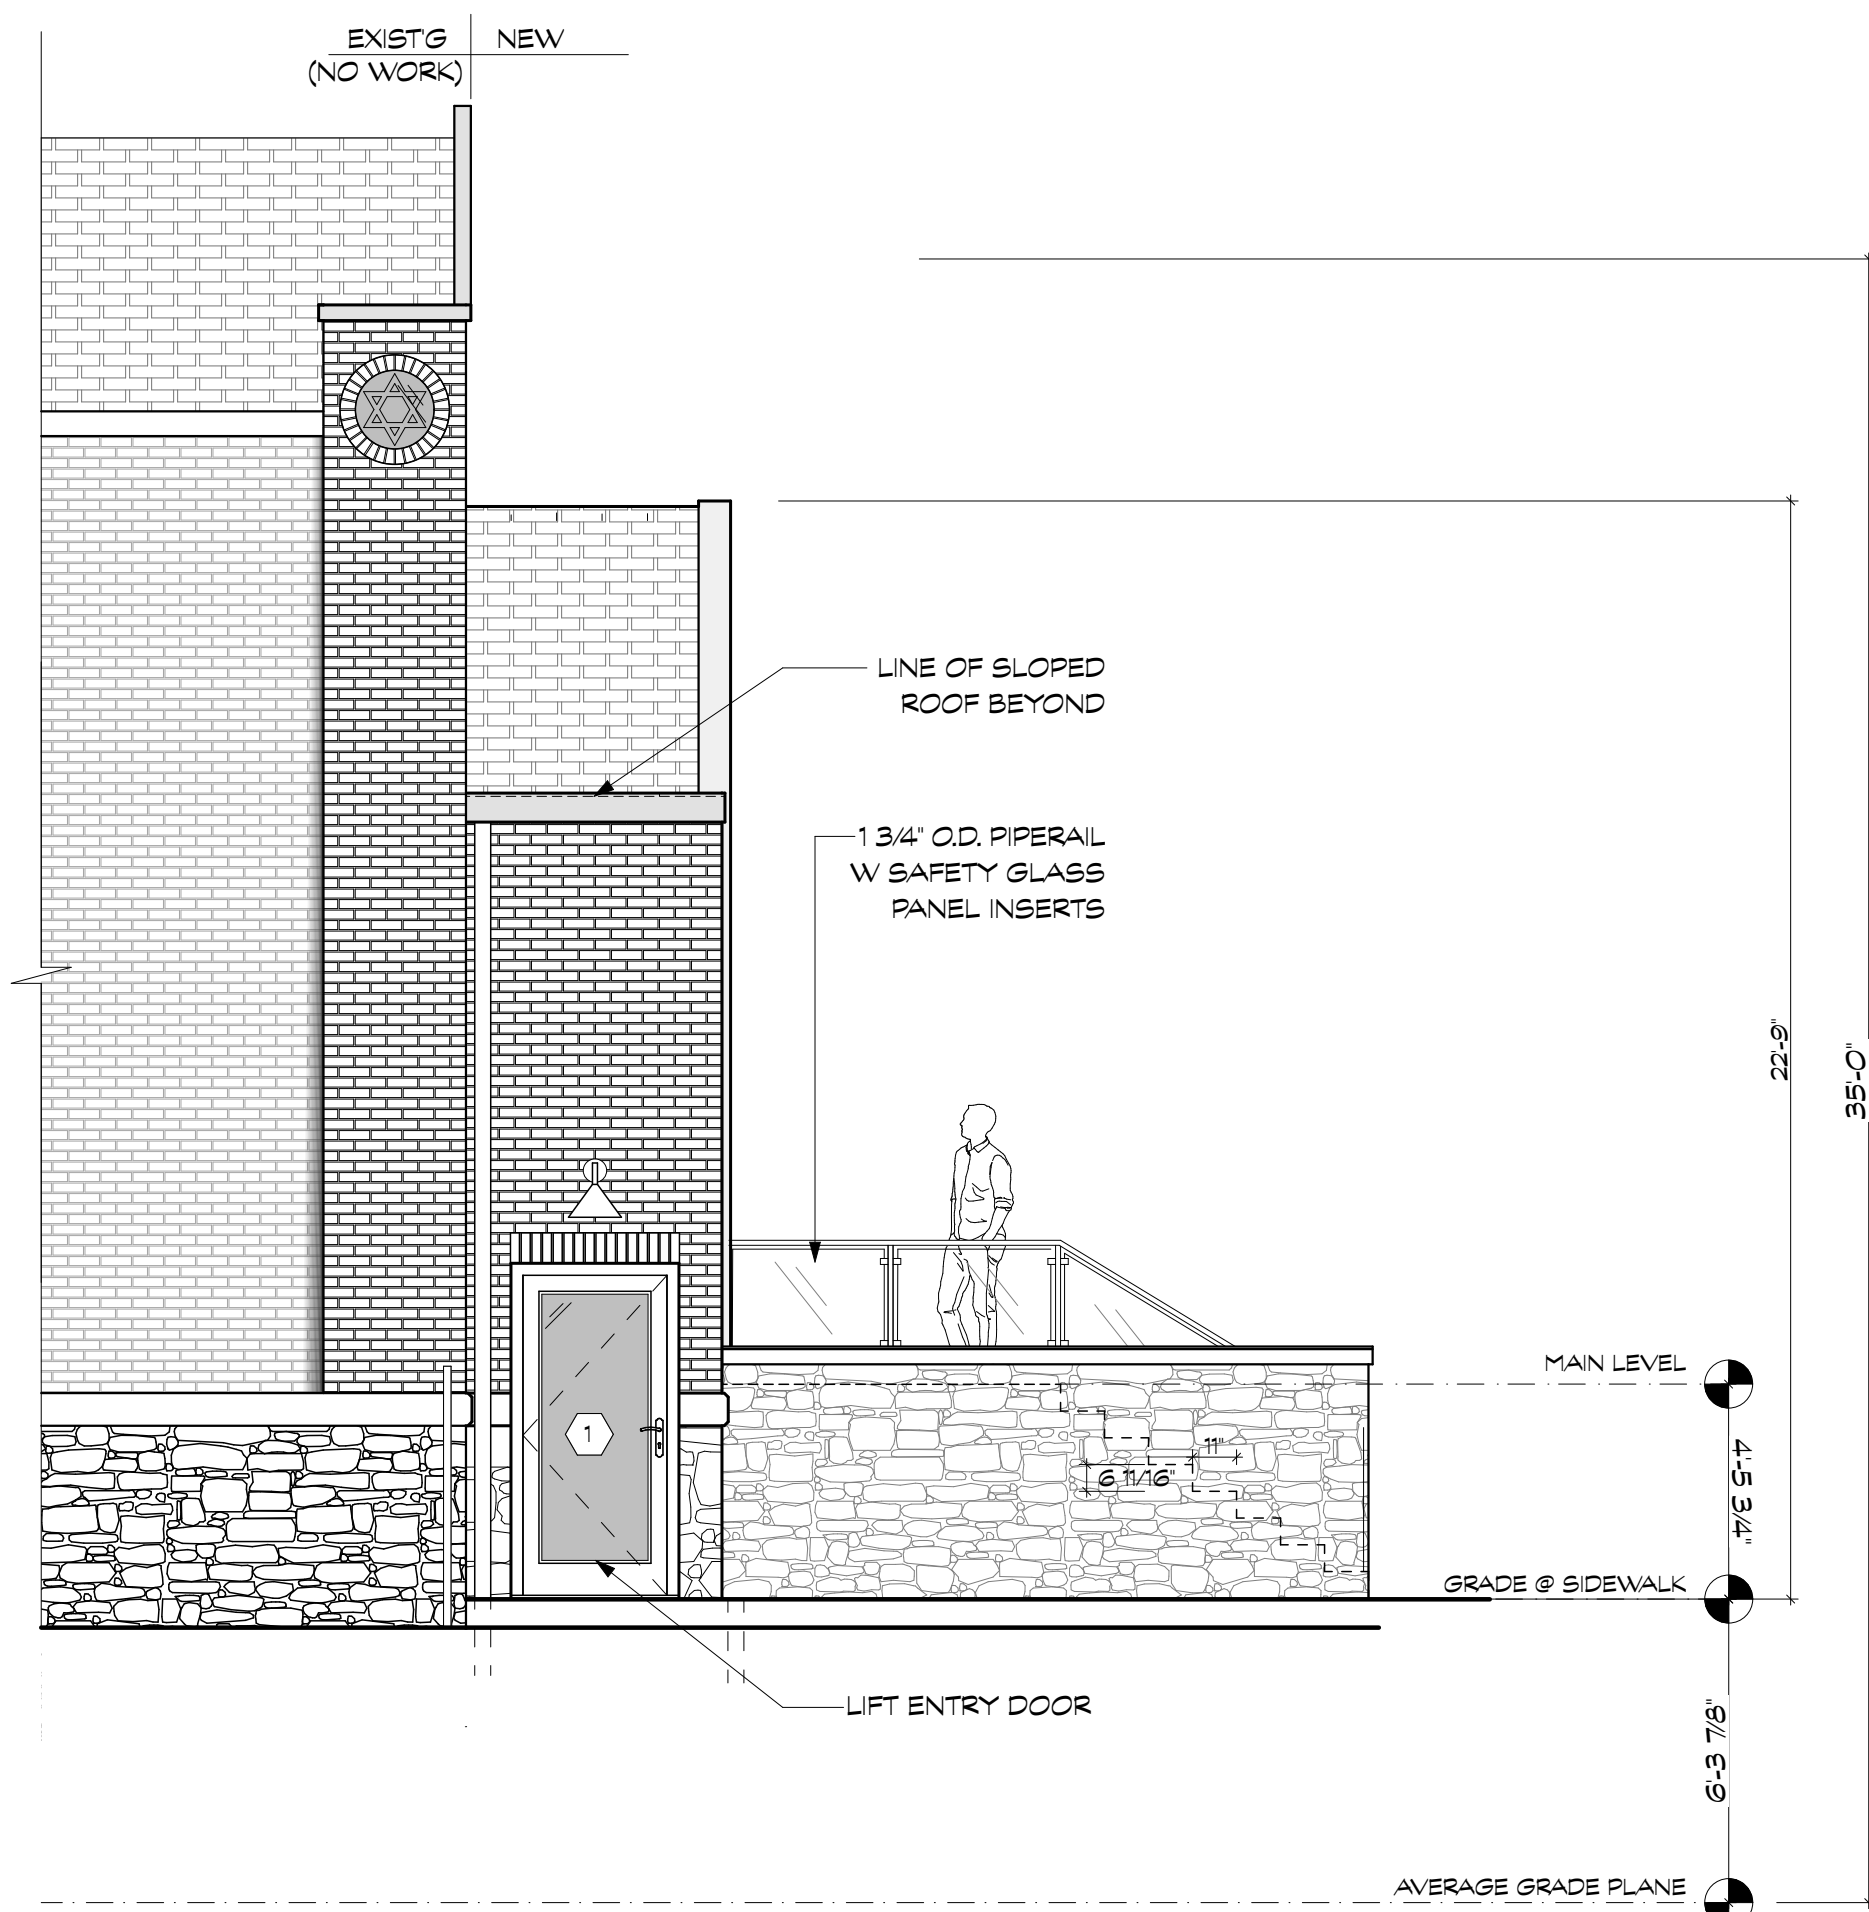 EXIST'G NEW
(NO WORK)
LINE OF SLOPED
ROOF BEYOND
1 3/4" O.D. PIPERAIL
W SAFETY GLASS
PANEL INSERTS
22'-9"
35'-0"
MAIN LEVEL
1
11"
6 11/16"
4'-5 3/4"
GRADE @ SIDEWALK
LIFT ENTRY DOOR
6'-3 7/8"
AVERAGE GRADE PLANE